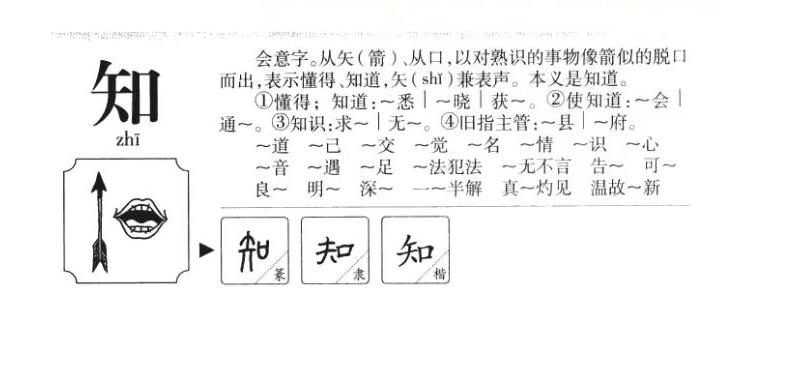 知
zhī
会意字。从矢(箭)、从口,以对熟识的事物像箭似的脱口
而出,表示懂得、知道,矢(shǐ)兼表声。本义是知道。
①懂得;知道:～悉｜～晓｜获～。②使知道:～会｜
通～。③知识:求～｜无～。④旧指主管:～县｜～府。
～道 ～己 ～交 ～觉 ～名 ～情 ～识 ～心
～音 ～遇 ～足 ～法犯法 ～无不言 告～ 可～
良～ 明～ 深～ 一～半解 真～灼见 温故～新
知 篆 知 隶 知 楷